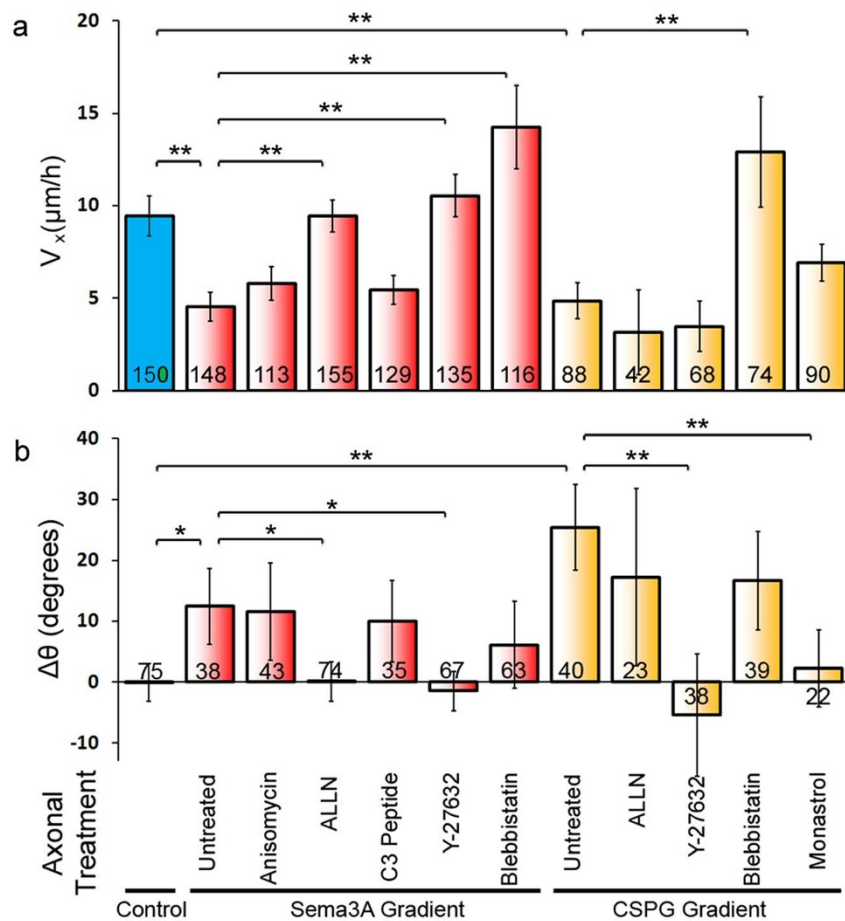 a
**
**
**
**
**
**
20
15
10
5
0
V x(µm/h)
150 148 113 155 129 135 116 88 42 68 74 90
b
**
**
**
*
*
*
40
30
20
10
0
-10
Δθ (degrees)
75 38 43 74 35 67 63 40 23 38 39 22
Axonal
Treatment
Untreated
Anisomycin
ALLN
C3 Peptide
Y-27632
Blebbistatin
Untreated
ALLN
Y-27632
Blebbistatin
Monastrol
Control Sema3A Gradient CSPG Gradient